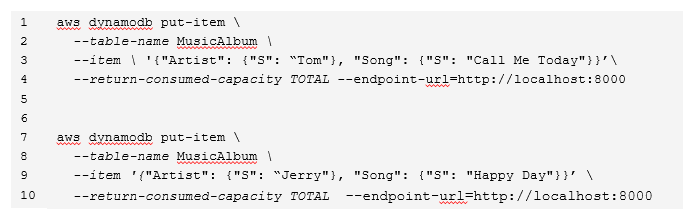 1 aws dynamodb put-item \
2 --table-name MusicAlbum \
3 --item \ '{"Artist": {"S": “Tom"}, "Song": {"S": "Call Me Today"}}’\
4 --return-consumed-capacity TOTAL --endpoint-url=http://localhost:8000
5
6
7 aws dynamodb put-item \
8 --table-name MusicAlbum \
9 --item ’{"Artist": {"S": “Jerry"}, "Song": {"S": "Happy Day"}}’ \
10 --return-consumed-capacity TOTAL --endpoint-url=http://localhost:8000